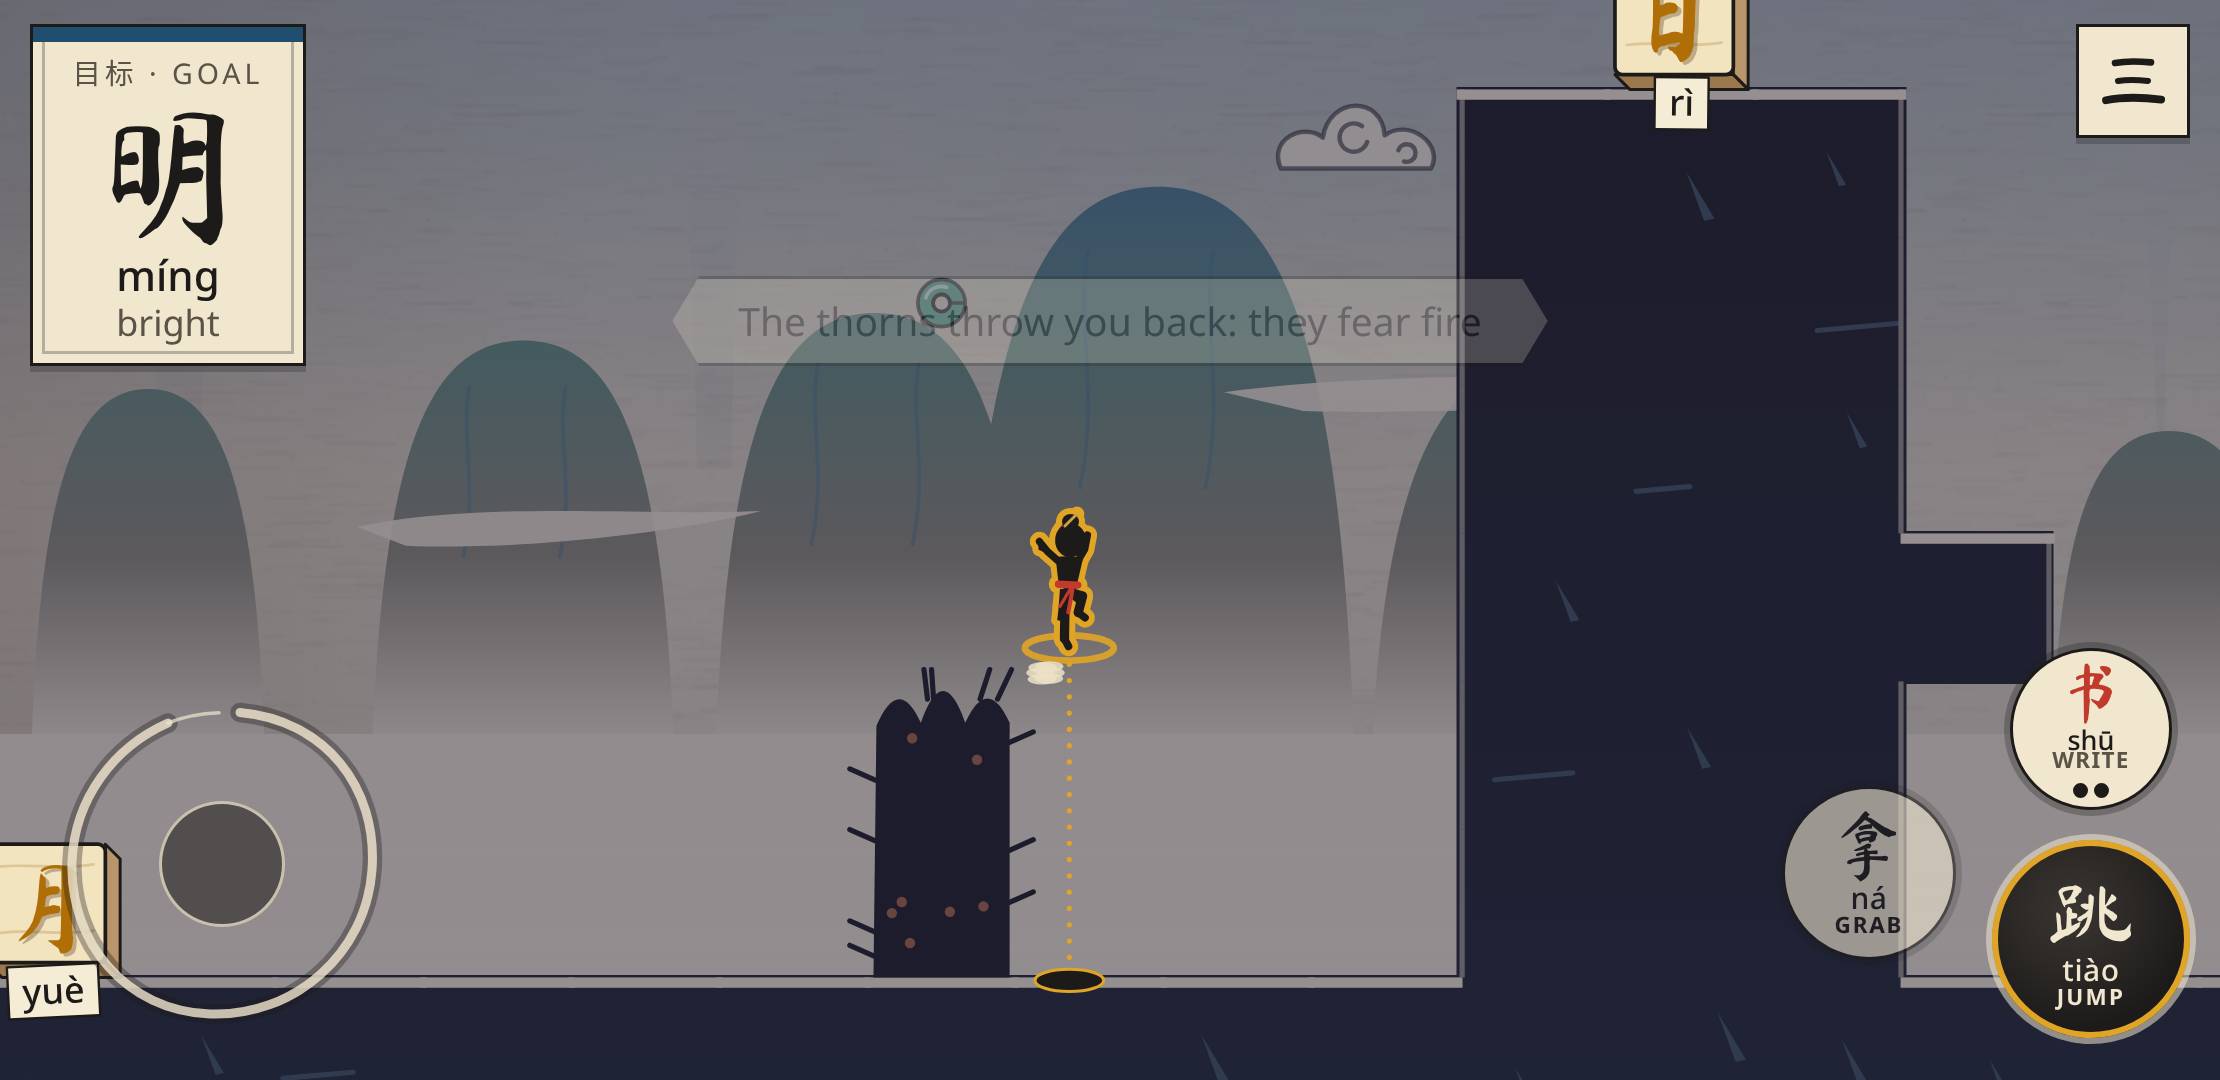 目标 · GOAL
明
míng
bright
日
rì
三
The thorns throw you back: they fear fire
月
yuè
书
shū
WRITE
拿
ná
GRAB
跳
tiào
JUMP